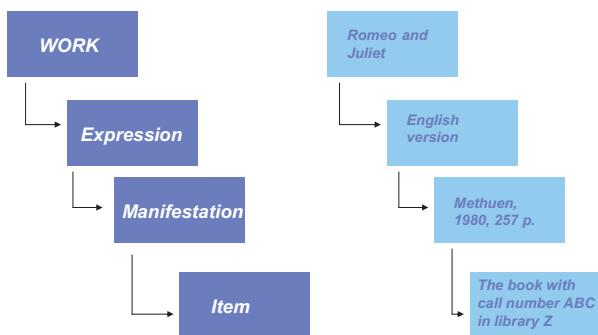 WORK
Expression
Manifestation
Item
Romeo and
Juliet
English
version
Methuen,
1980, 257 p.
The book with
call number ABC
in library Z